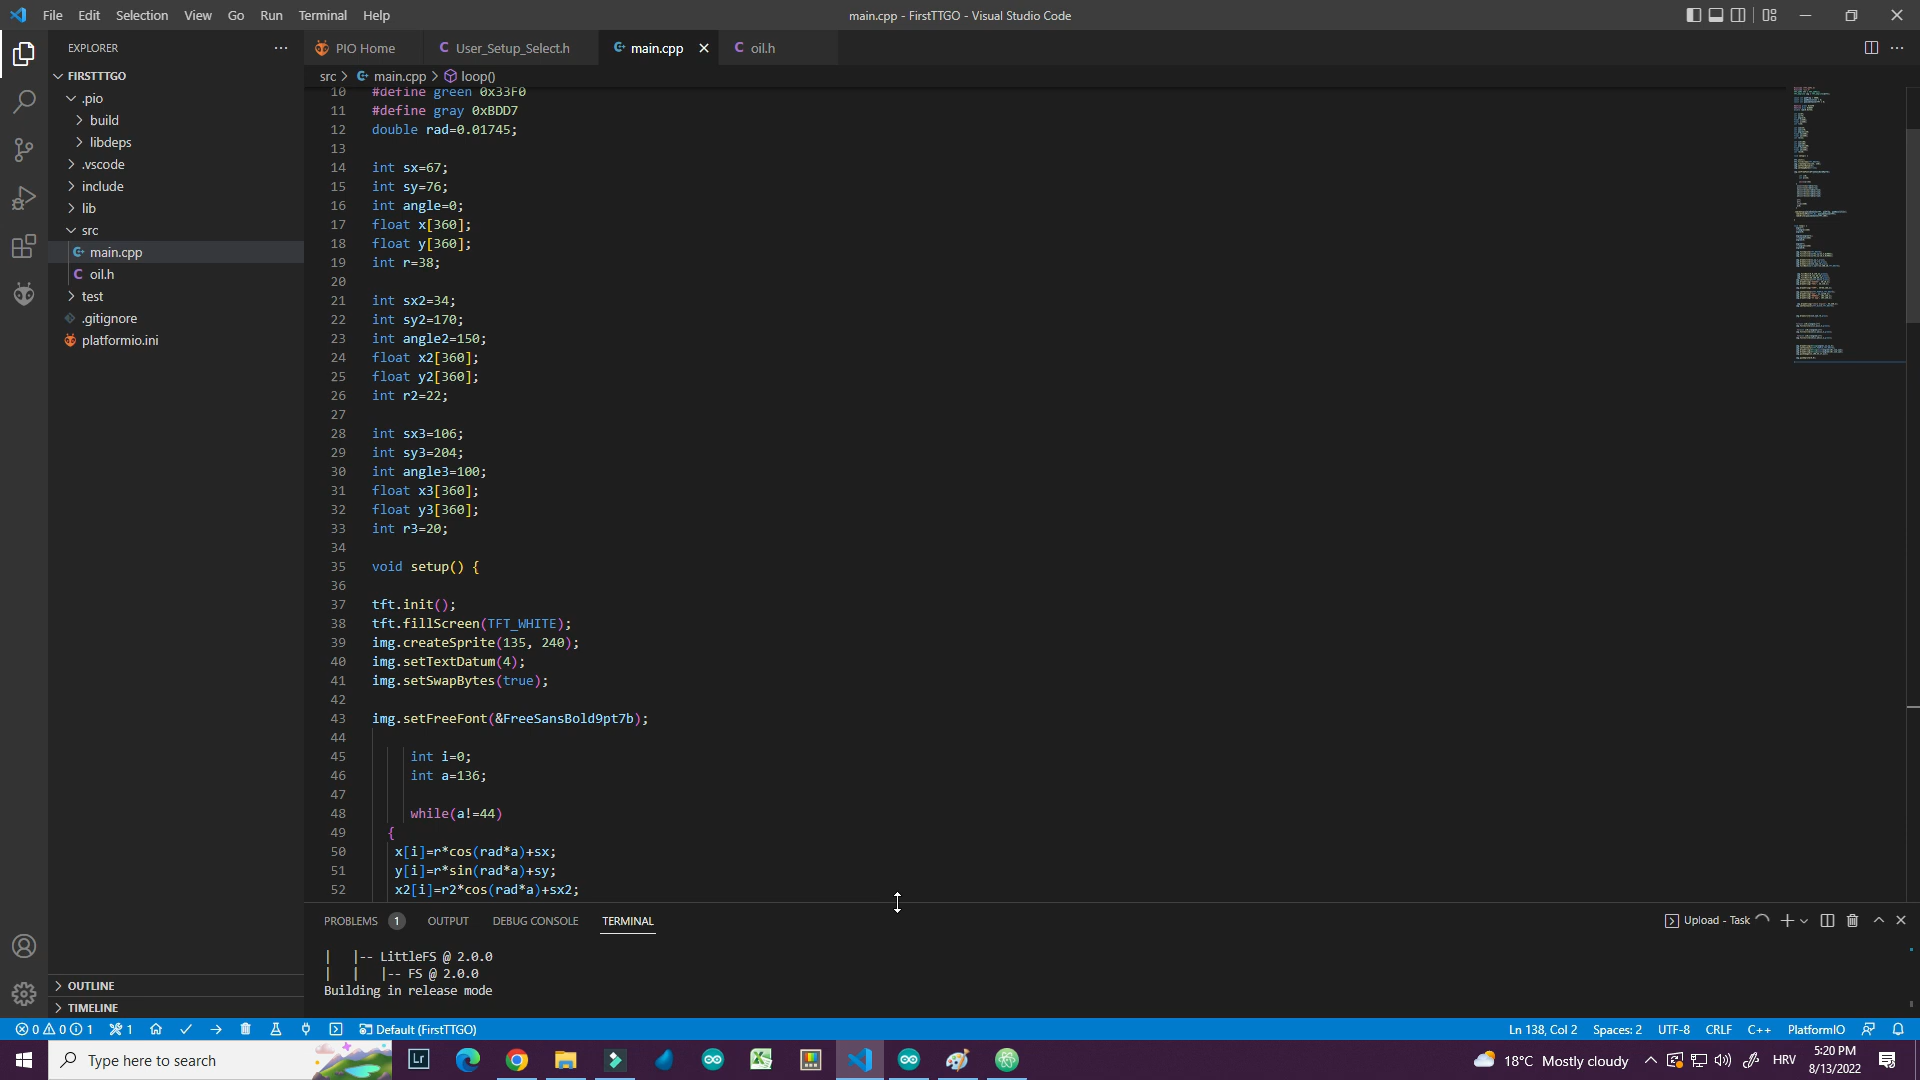 File Edit Selection View Go Run Terminal Help
main.cpp - FirstTTGO - Visual Studio Code
EXPLORER
FIRSTTTGO
.pio
build
libdeps
.vscode
include
lib
src
main.cpp
oil.h
test
.gitignore
platformio.ini
OUTLINE
TIMELINE
PIO Home
User_Setup_Select.h
main.cpp
oil.h
src > main.cpp > loop()
10 #define green 0x33F0
11 #define gray 0xBDD7
12 double rad=0.01745;
13
14 int sx=67;
15 int sy=76;
16 int angle=0;
17 float x[360];
18 float y[360];
19 int r=38;
20
21 int sx2=34;
22 int sy2=170;
23 int angle2=150;
24 float x2[360];
25 float y2[360];
26 int r2=22;
27
28 int sx3=106;
29 int sy3=204;
30 int angle3=100;
31 float x3[360];
32 float y3[360];
33 int r3=20;
34
35 void setup() {
36
37 tft.init();
38 tft.fillScreen(TFT_WHITE);
39 img.createSprite(135, 240);
40 img.setTextDatum(4);
41 img.setSwapBytes(true);
42
43 img.setFreeFont(&FreeSansBold9pt7b);
44
45 int i=0;
46 int a=136;
47
48 while(a!=44)
49 {
50 x[i]=r*cos(rad*a)+sx;
51 y[i]=r*sin(rad*a)+sy;
52 x2[i]=r2*cos(rad*a)+sx2;
PROBLEMS 1 OUTPUT DEBUG CONSOLE TERMINAL
Upload - Task
| |-- LittleFS @ 2.0.0
| | |-- FS @ 2.0.0
Building in release mode
0 0 1 1 Default (FirstTTGO)
Ln 138, Col 2 Spaces: 2 UTF-8 CRLF C++ PlatformIO
Type here to search
Lr
18°C Mostly cloudy
HRV
5:20 PM
8/13/2022